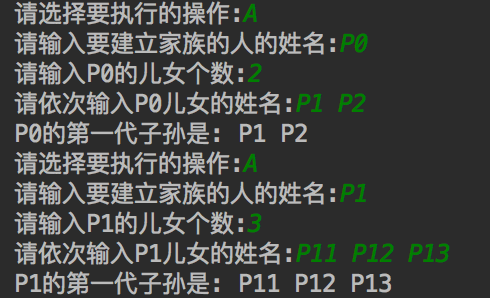 请选择要执行的操作:A
请输入要建立家族的人的姓名:P0
请输入P0的儿女个数:2
请依次输入P0儿女的姓名:P1 P2
P0的第一代子孙是: P1 P2
请选择要执行的操作:A
请输入要建立家族的人的姓名:P1
请输入P1的儿女个数:3
请依次输入P1儿女的姓名:P11 P12 P13
P1的第一代子孙是: P11 P12 P13